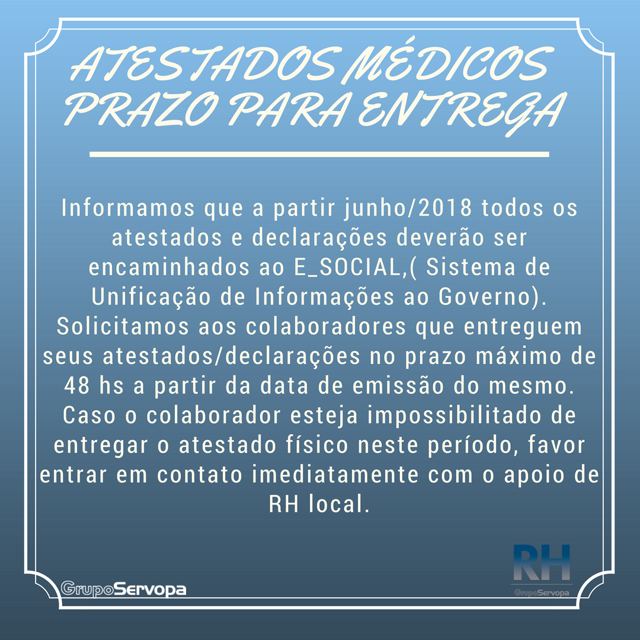 ATESTADOS MÉDICOS
PRAZO PARA ENTREGA
Informamos que a partir junho/2018 todos os
atestados e declarações deverão ser
encaminhados ao E_SOCIAL,( Sistema de
Unificação de Informações ao Governo).
Solicitamos aos colaboradores que entreguem
seus atestados/declarações no prazo máximo de
48 hs a partir da data de emissão do mesmo.
Caso o colaborador esteja impossibilitado de
entregar o atestado físico neste período, favor
entrar em contato imediatamente com o apoio de
RH local.
GrupoServopa
RH
GrupoServopa